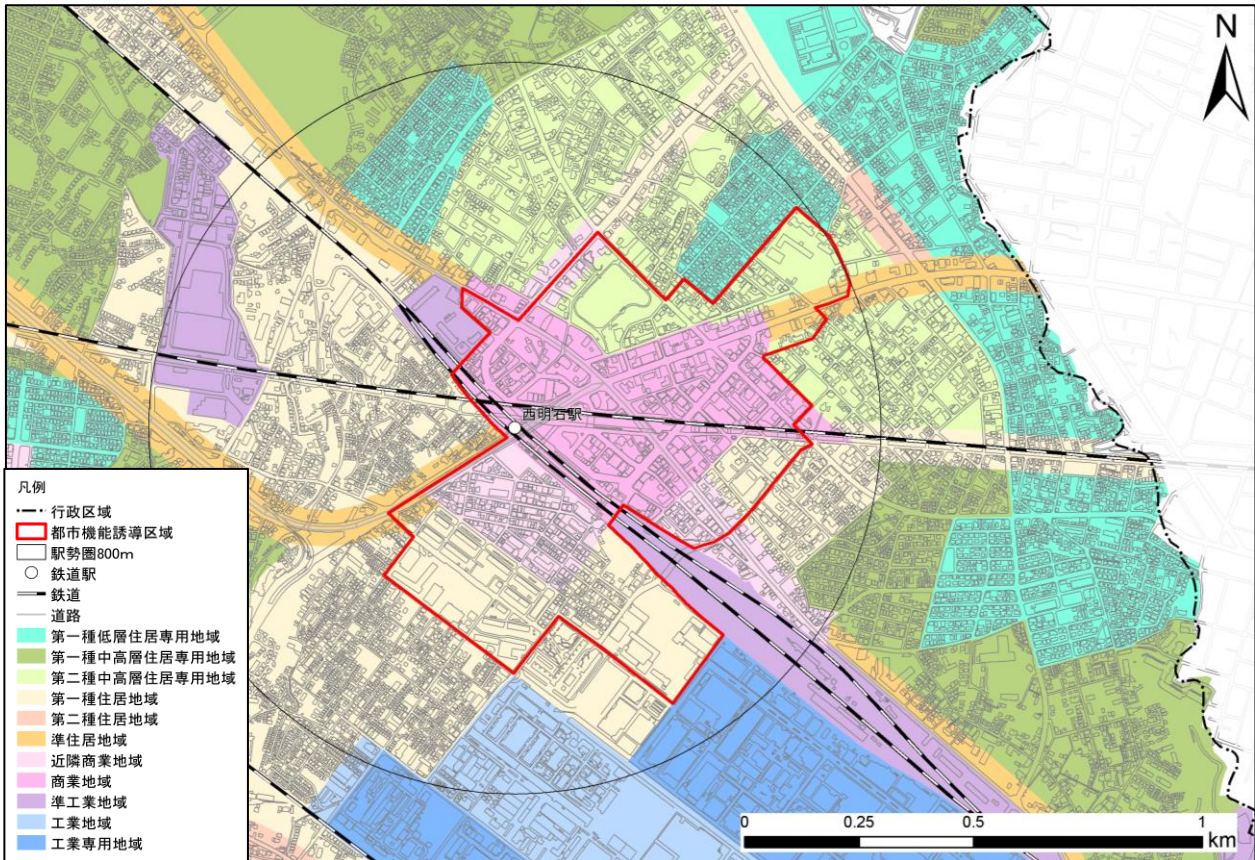 N
西明石駅
凡例
行政区域
都市機能誘導区域
駅勢圏800m
鉄道駅
鉄道
道路
第一種低層住居専用地域
第一種中高層住居専用地域
第二種中高層住居専用地域
第一種住居地域
第二種住居地域
準住居地域
近隣商業地域
商業地域
準工業地域
工業地域
工業専用地域
0 0.25 0.5 1
km